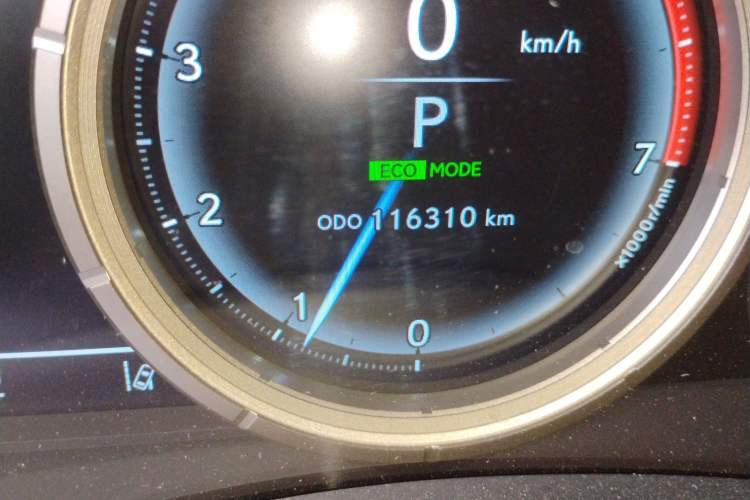 0 km/h
3
P
7
ECO MODE
2
ODO 116310 km
x1000r/min
1
0